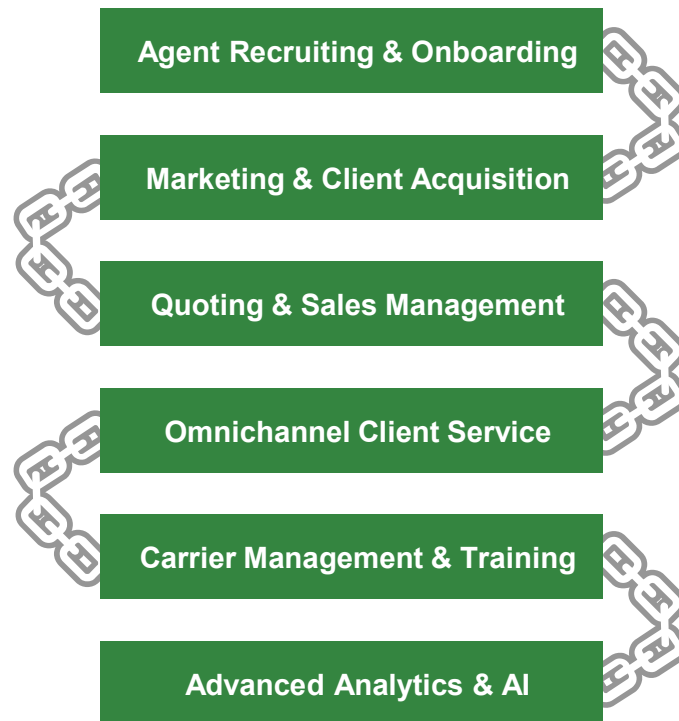 Agent Recruiting & Onboarding
Marketing & Client Acquisition
Quoting & Sales Management
Omnichannel Client Service
Carrier Management & Training
Advanced Analytics & AI